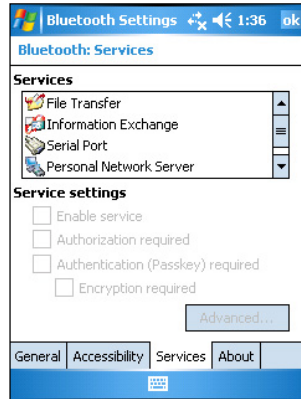 Bluetooth Settings 1:36 ok
Bluetooth: Services
Services
File Transfer
Information Exchange
Serial Port
Personal Network Server
Service settings
Enable service
Authorization required
Authentication (Passkey) required
Encryption required
Advanced...
General Accessibility Services About